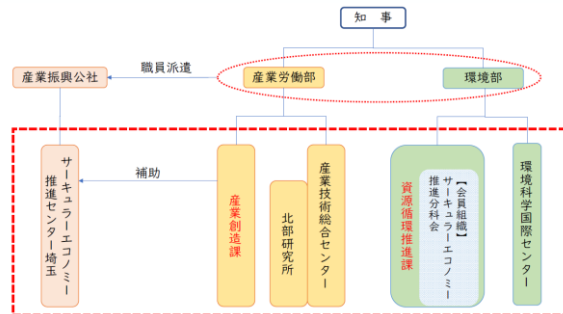 知 事
産業振興公社
職員派遣
産業労働部
環境部
サーキュラーエコノミー
推進センター埼玉
補助
産業創造課
北部研究所
産業技術総合センター
資源循環推進課
【会員組織】
サーキュラーエコノミー
推進分科会
環境科学国際センター